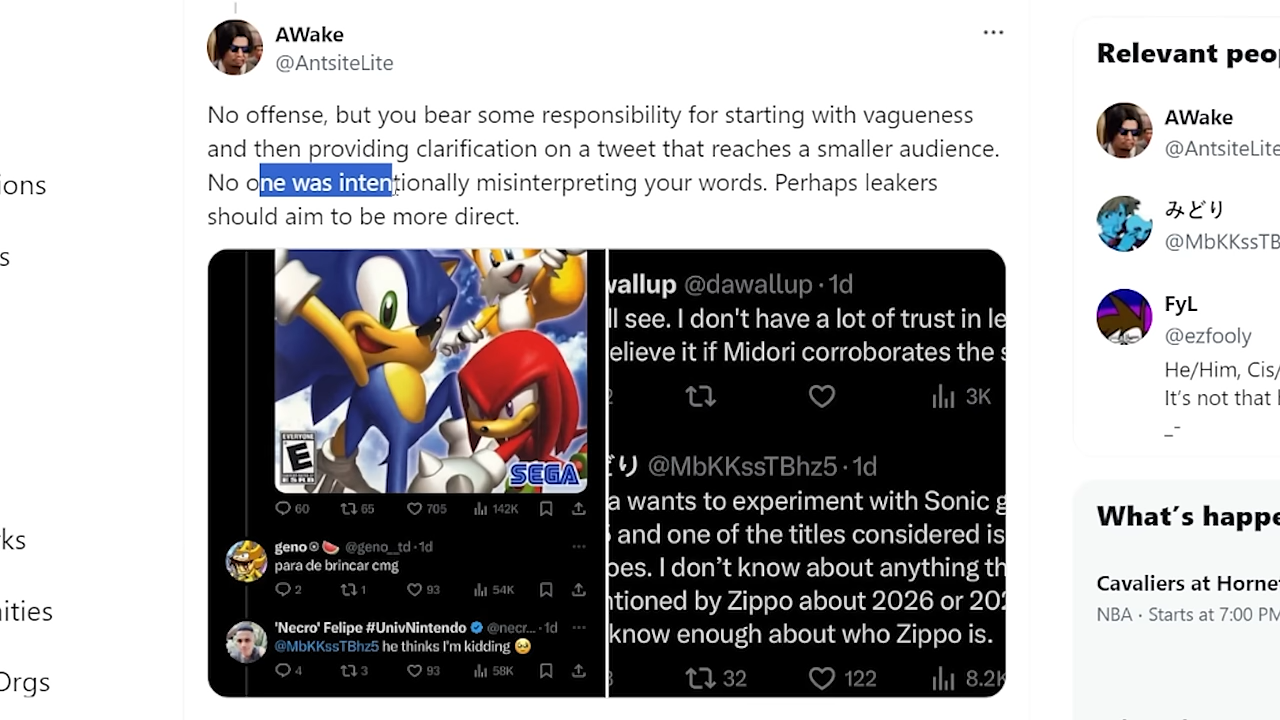 AWake
@AntsiteLite
No offense, but you bear some responsibility for starting with vagueness
and then providing clarification on a tweet that reaches a smaller audience.
No one was intentionally misinterpreting your words. Perhaps leakers
should aim to be more direct.
EVERYONE
E
SEGA
60 65 705 142K
geno @geno_td · 1d
para de brincar cmg
2 1 93 54K
'Necro' Felipe #UnivNintendo @necr... · 1d
@MbKKssTBhz5 he thinks I'm kidding 🥺
4 3 93 58K
wallup @dawallup · 1d
ll see. I don't have a lot of trust in le
elieve it if Midori corroborates the s
3K
どり @MbKKssTBhz5 · 1d
a wants to experiment with Sonic g
and one of the titles considered is
oes. I don't know about anything th
ntioned by Zippo about 2026 or 202
know enough about who Zippo is.
32 122 8.2K
ions
s
ks
ities
Orgs
Relevant peop
AWake
@AntsiteLite
みどり
@MbKKssTB
FyL
@ezfooly
He/Him, Cis/
It's not that h
_-
What's happe
Cavaliers at Horne
NBA · Starts at 7:00 PM